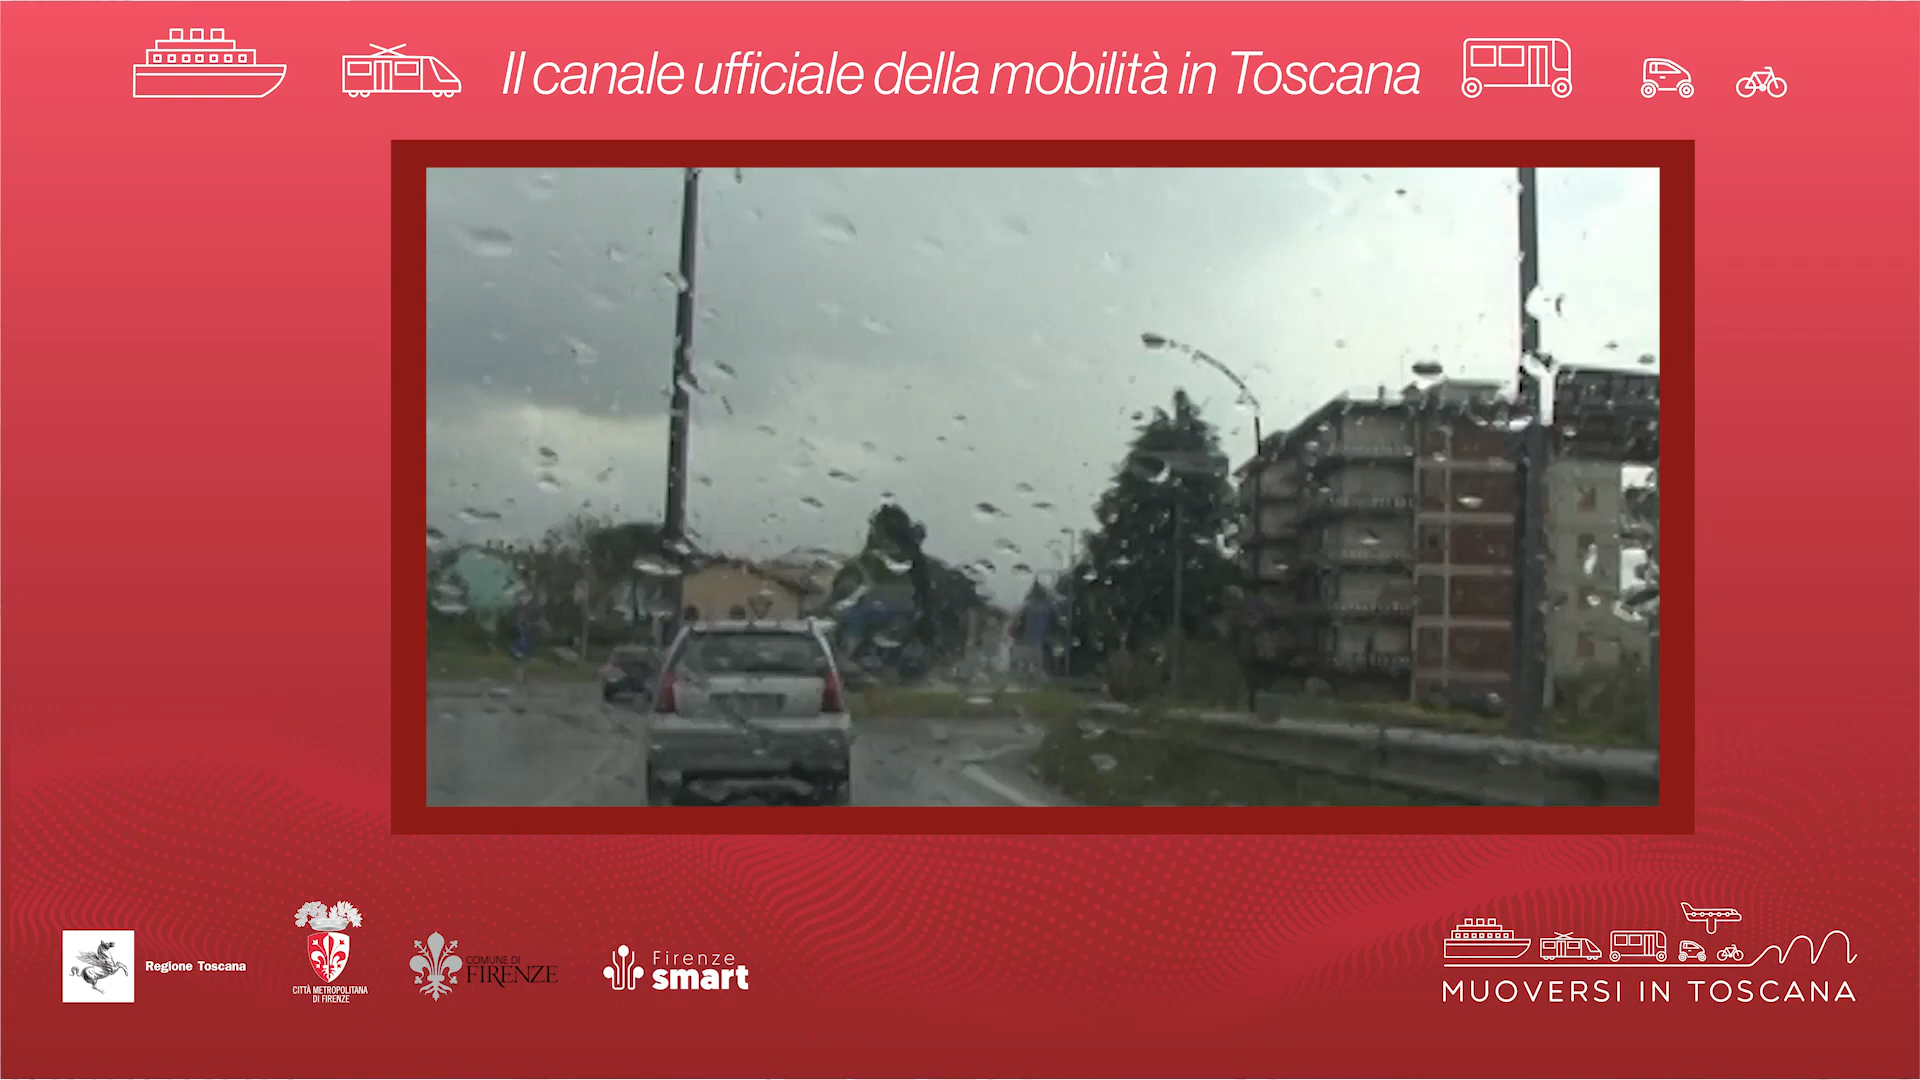 Il canale ufficiale della mobilità in Toscana
Regione Toscana
CITTÀ METROPOLITANA
DI FIRENZE
COMUNE DI
FIRENZE
Firenze
smart
MUOVERSI IN TOSCANA